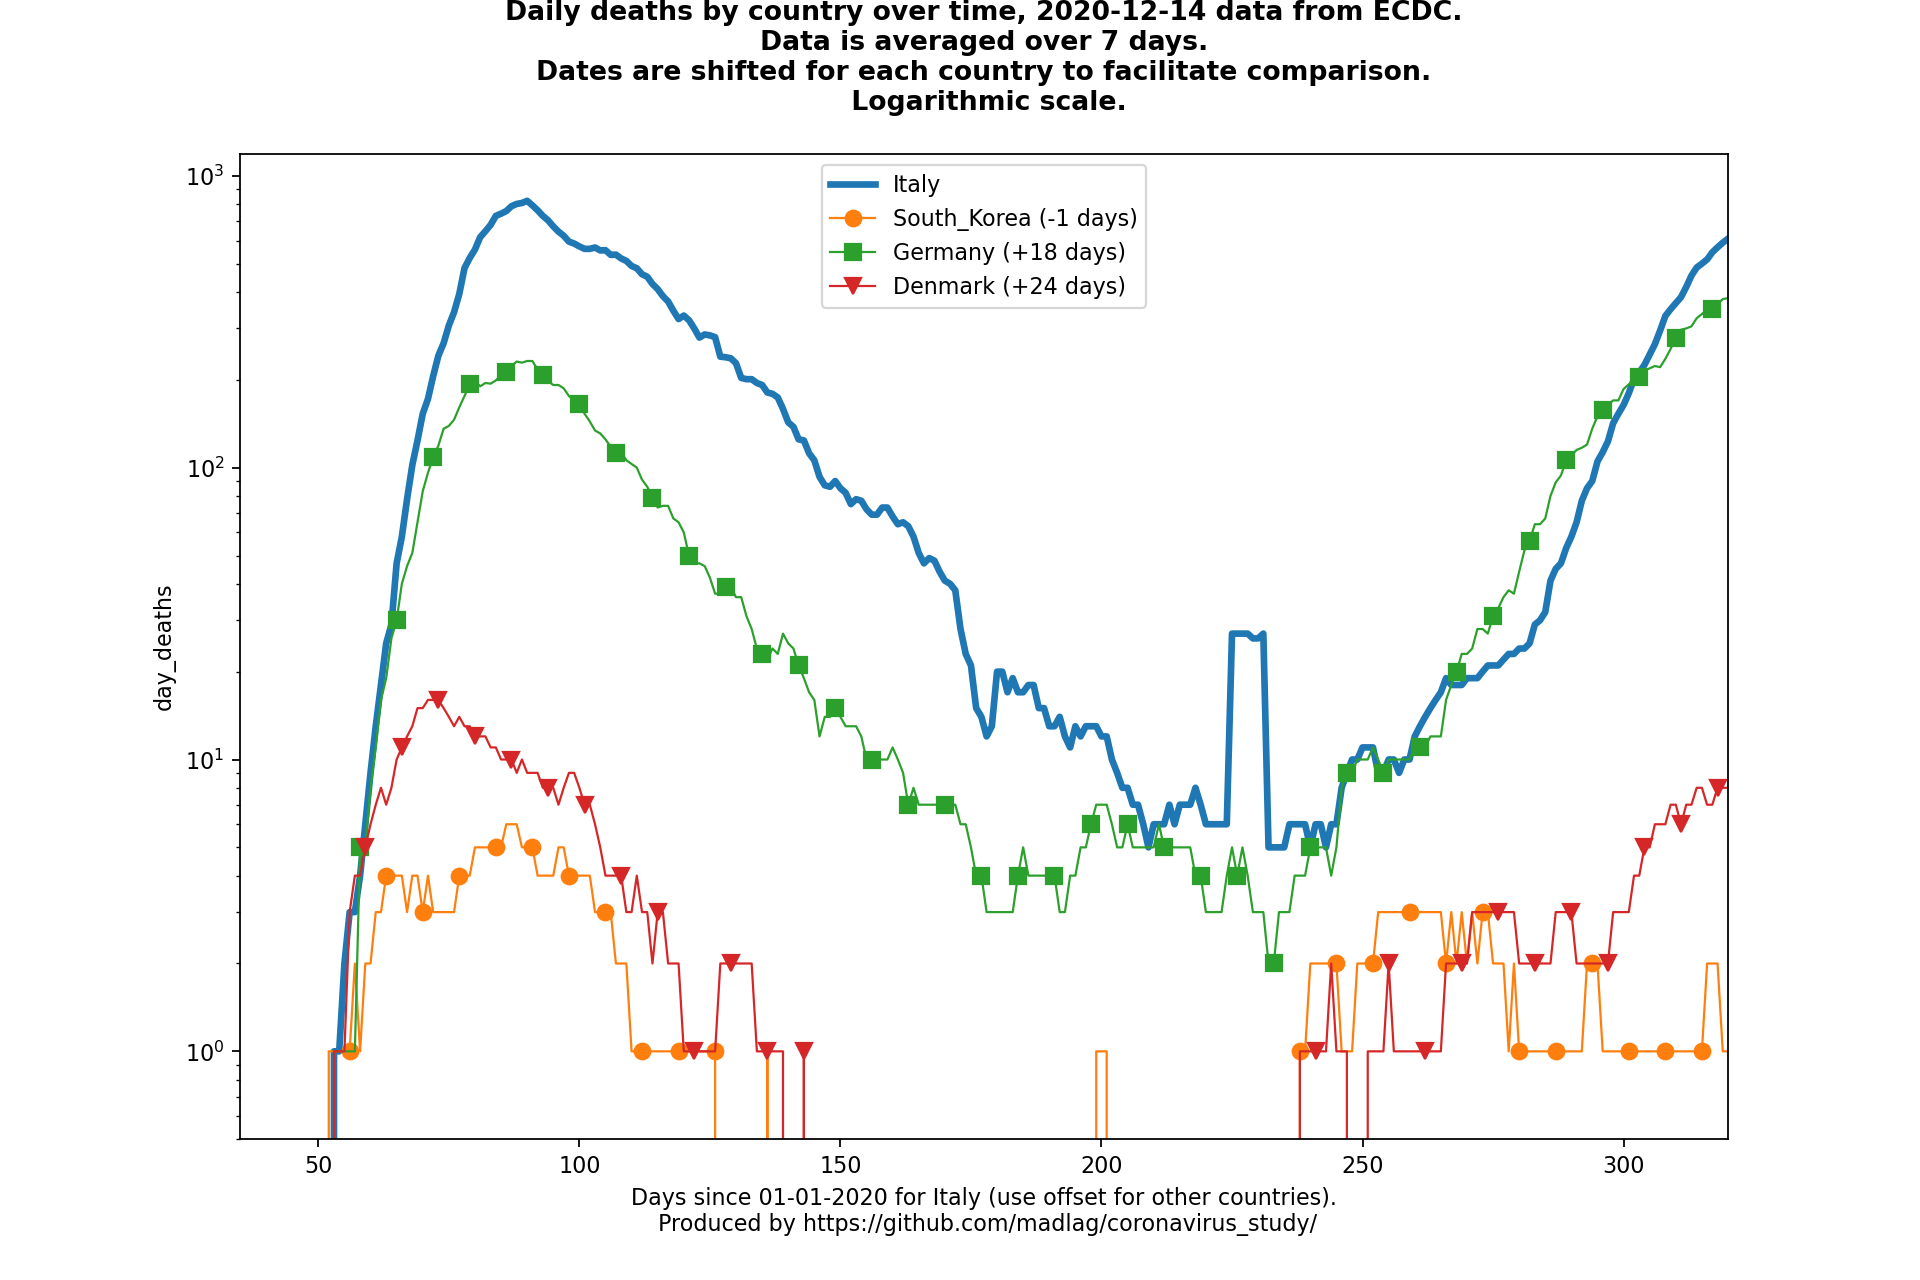 Daily deaths by country over time, 2020-12-14 data from ECDC.
Data is averaged over 7 days.
Dates are shifted for each country to facilitate comparison.
Logarithmic scale.
Italy
South_Korea (-1 days)
Germany (+18 days)
Denmark (+24 days)
day_deaths
10³
10²
10¹
10⁰
50 100 150 200 250 300
Days since 01-01-2020 for Italy (use offset for other countries).
Produced by https://github.com/madlag/coronavirus_study/